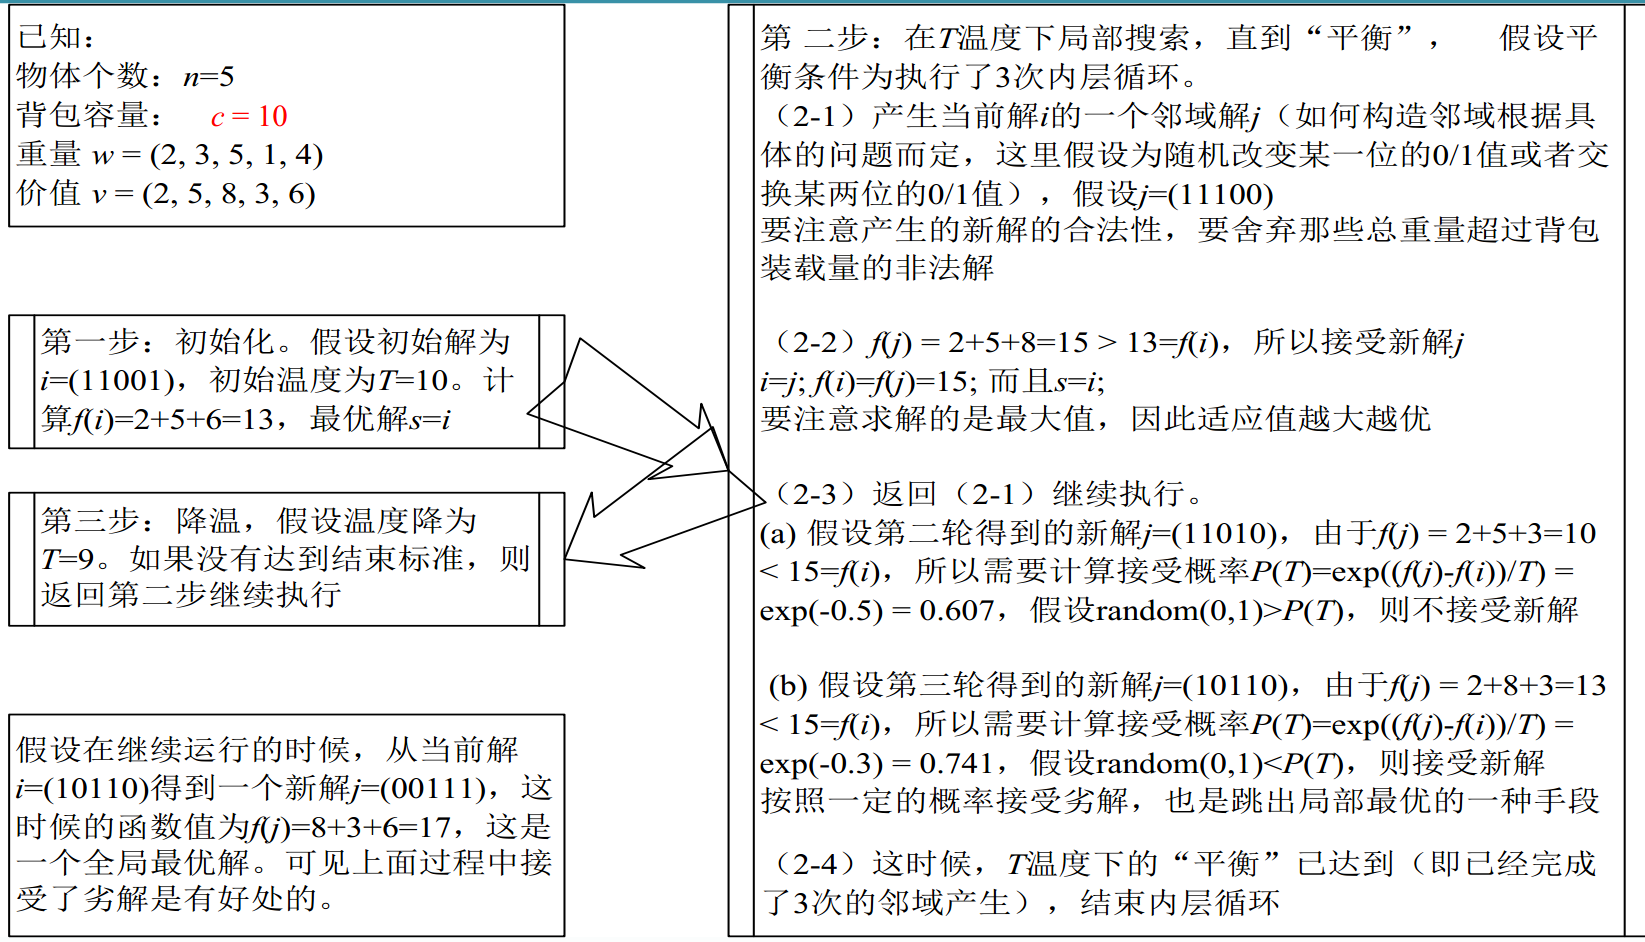 已知：
物体个数：n=5
背包容量： c = 10
重量 w = (2, 3, 5, 1, 4)
价值 v = (2, 5, 8, 3, 6)
第一步：初始化。假设初始解为
i=(11001)，初始温度为T=10。计
算f(i)=2+5+6=13，最优解s=i
第 二步：在T温度下局部搜索，直到“平衡”， 假设平
衡条件为执行了3次内层循环。
（2-1）产生当前解i的一个邻域解j（如何构造邻域根据具
体的问题而定，这里假设为随机改变某一位的0/1值或者交
换某两位的0/1值），假设j=(11100)
要注意产生的新解的合法性，要舍弃那些总重量超过背包
装载量的非法解
（2-2）f(j) = 2+5+8=15 > 13=f(i)，所以接受新解j
i=j; f(i)=f(j)=15; 而且s=i;
要注意求解的是最大值，因此适应值越大越优
（2-3）返回（2-1）继续执行。
(a) 假设第二轮得到的新解j=(11010)，由于f(j) = 2+5+3=10
< 15=f(i)，所以需要计算接受概率P(T)=exp((f(j)-f(i))/T) =
exp(-0.5) = 0.607，假设random(0,1)>P(T)，则不接受新解
(b) 假设第三轮得到的新解j=(10110)，由于f(j) = 2+8+3=13
< 15=f(i)，所以需要计算接受概率P(T)=exp((f(j)-f(i))/T) =
exp(-0.3) = 0.741，假设random(0,1)<P(T)，则接受新解
按照一定的概率接受劣解，也是跳出局部最优的一种手段
（2-4）这时候，T温度下的“平衡”已达到（即已经完成
了3次的邻域产生），结束内层循环
第三步：降温，假设温度降为
T=9。如果没有达到结束标准，则
返回第二步继续执行
假设在继续运行的时候，从当前解
i=(10110)得到一个新解j=(00111)，这
时候的函数值为f(j)=8+3+6=17，这是
一个全局最优解。可见上面过程中接
受了劣解是有好处的。